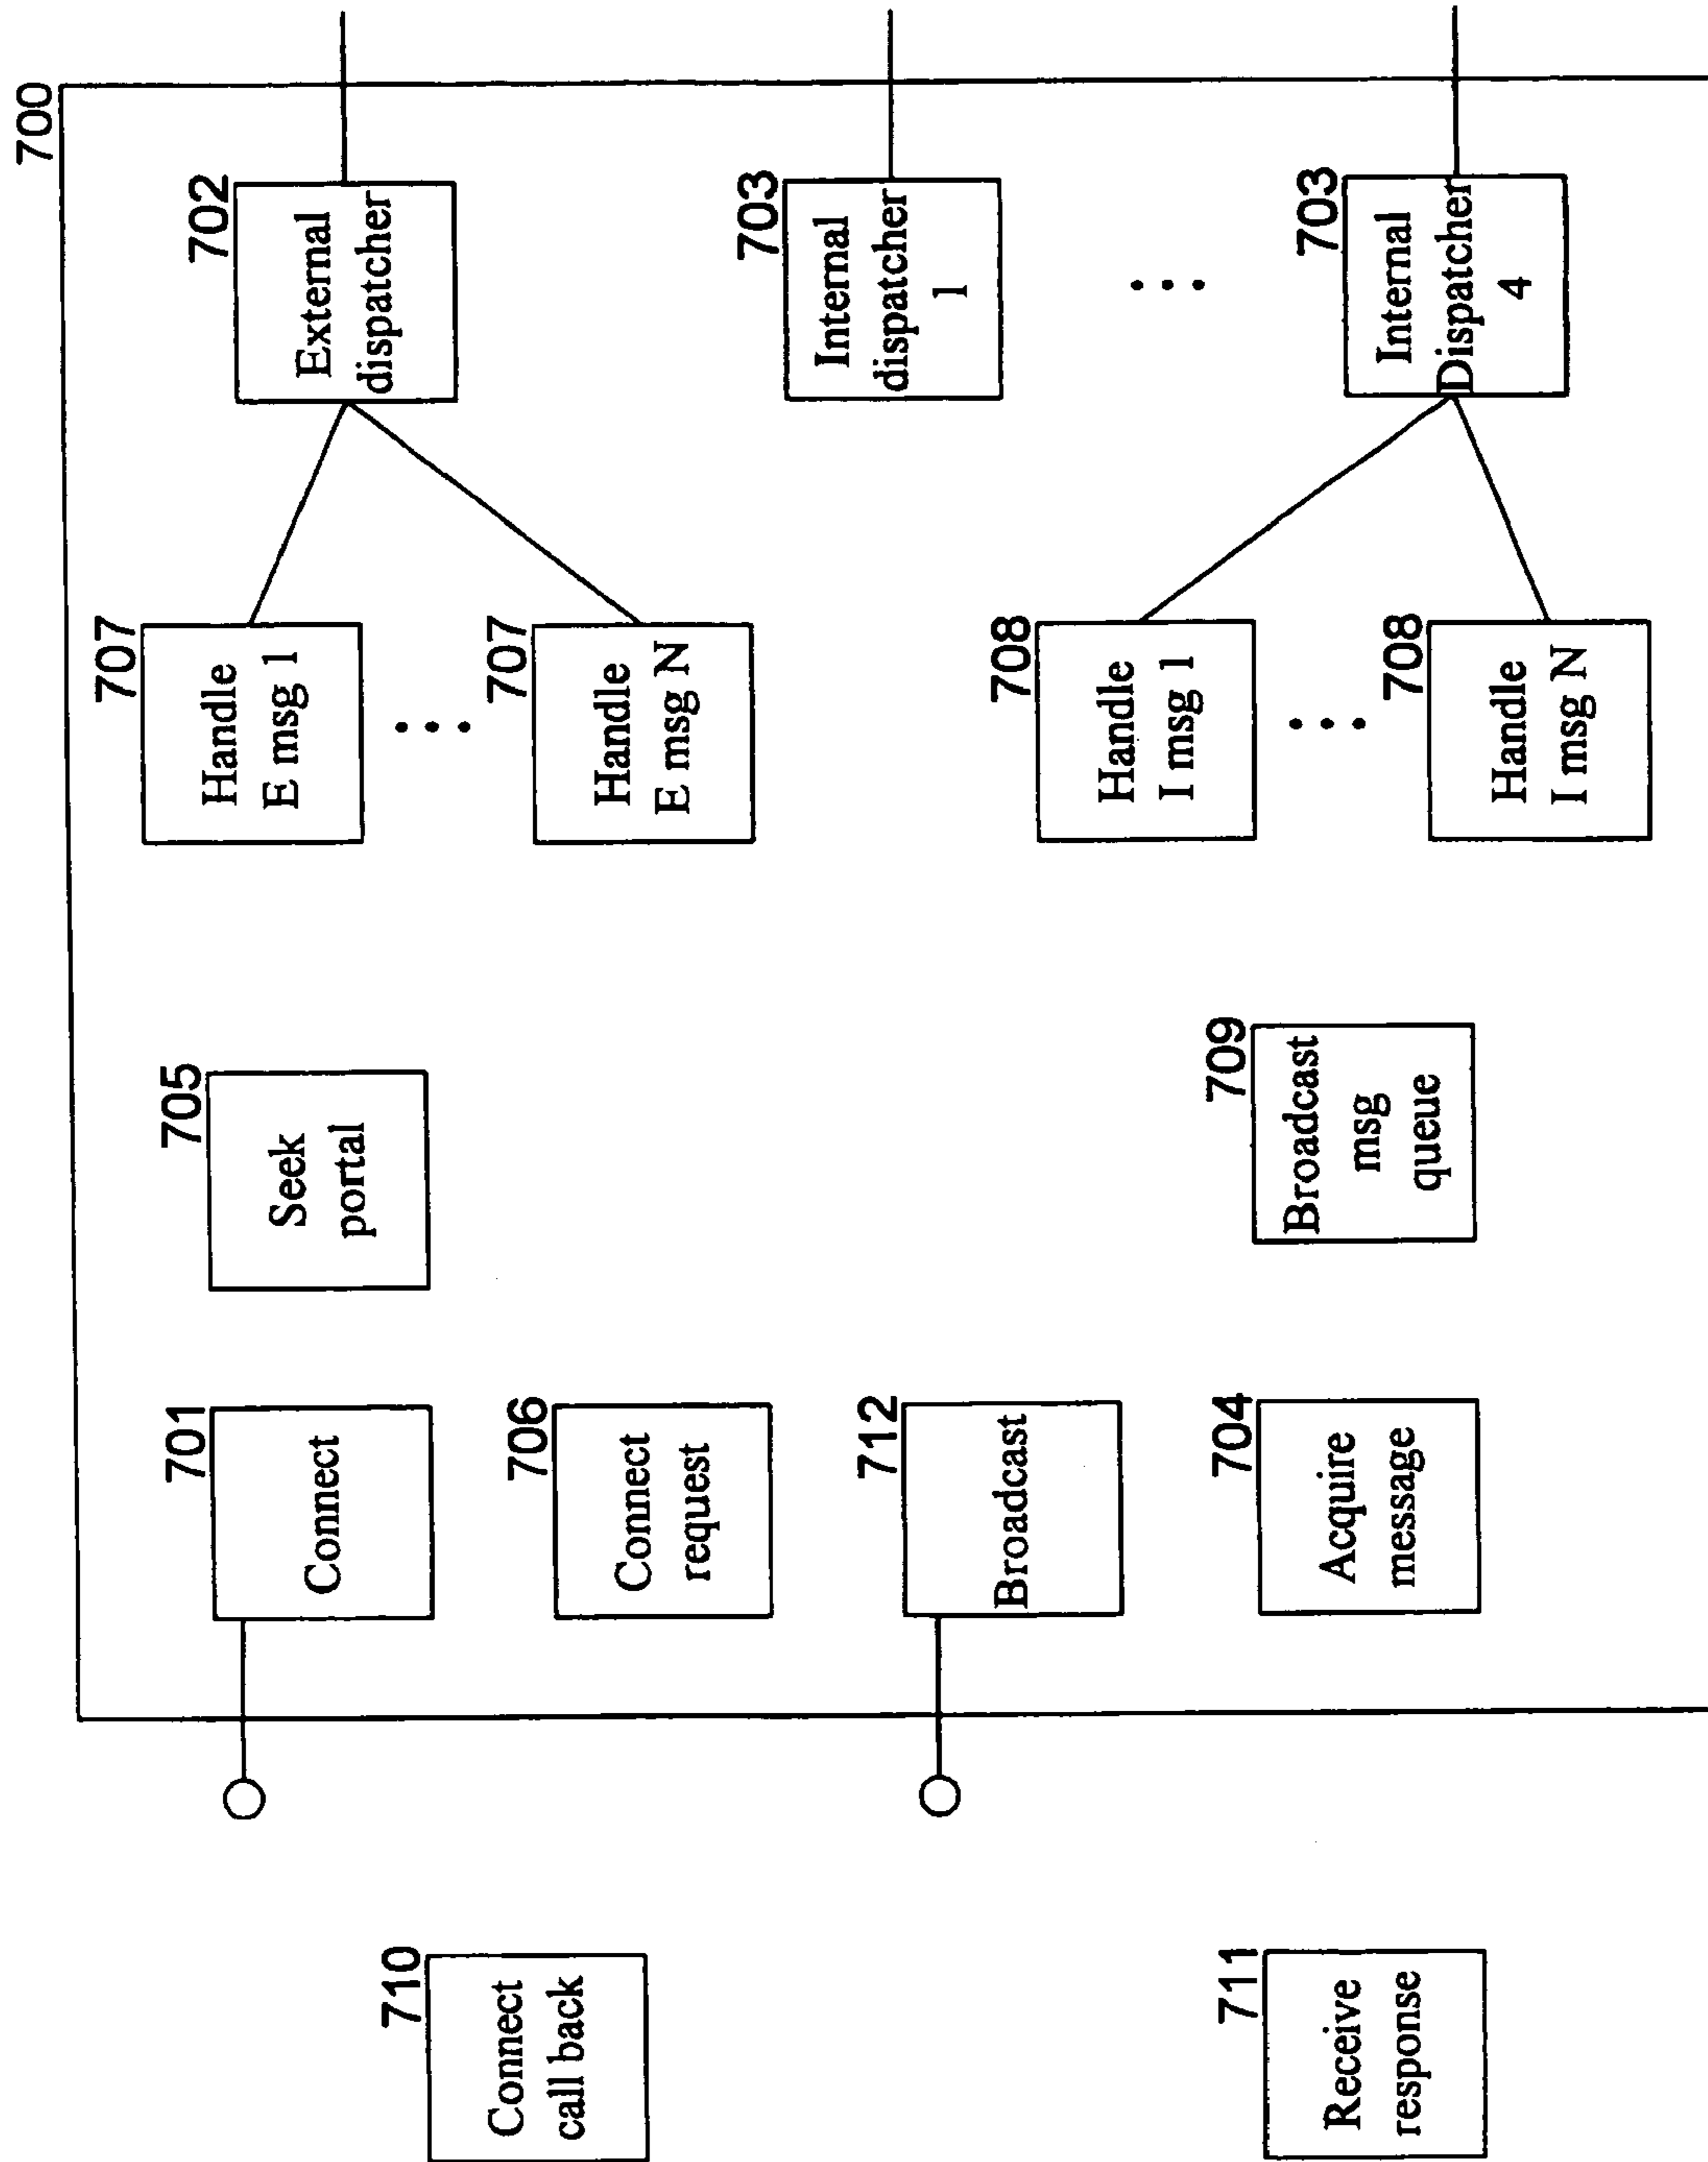 700
701
Connect
705
Seek
portal
707
Handle
E msg 1
702
External
dispatcher
710
Connect
call back
706
Connect
request
707
Handle
E msg N
703
Internal
dispatcher
1
712
Broadcast
708
Handle
I msg 1
711
Receive
response
704
Acquire
message
709
Broadcast
msg
queue
703
Internal
Dispatcher
4
708
Handle
I msg N